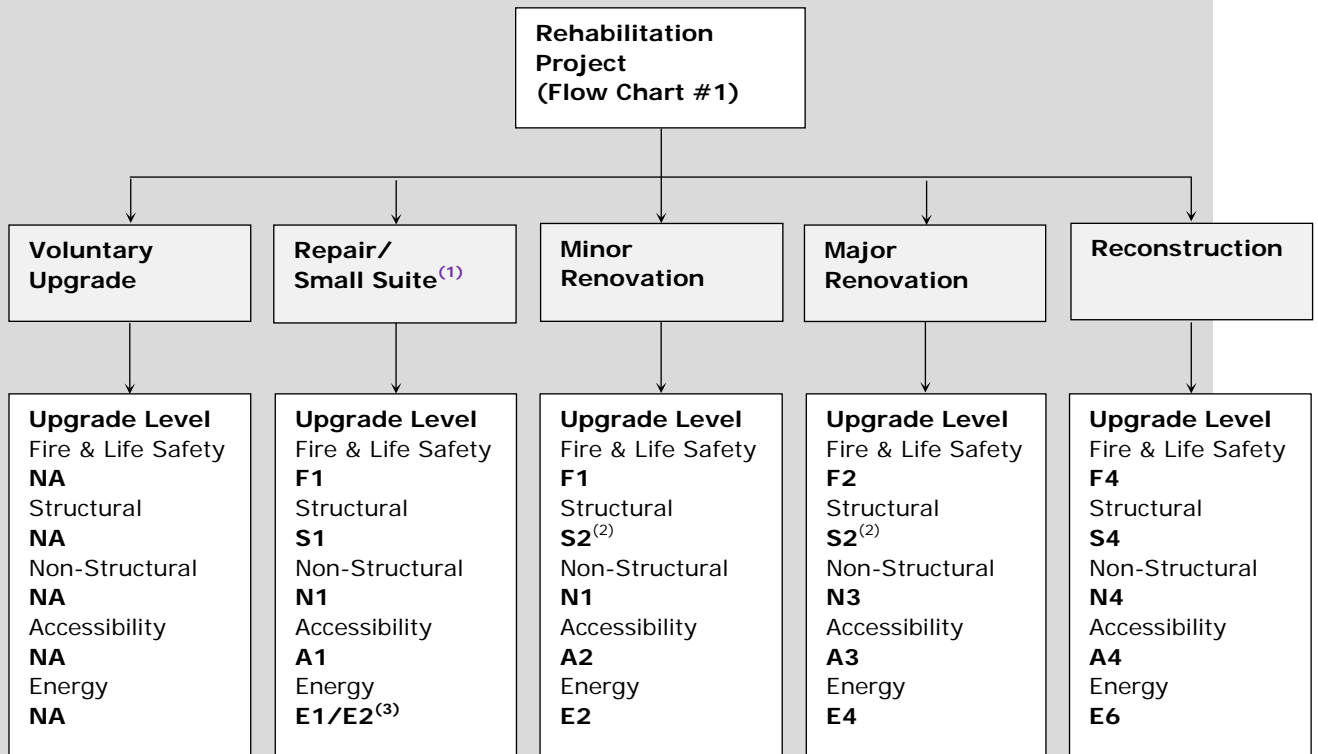 Rehabilitation
Project
(Flow Chart #1)
Voluntary
Upgrade
Repair/
Small Suite(1)
Minor
Renovation
Major
Renovation
Reconstruction
Upgrade Level
Fire & Life Safety
NA
Structural
NA
Non-Structural
NA
Accessibility
NA
Energy
NA
Upgrade Level
Fire & Life Safety
F1
Structural
S1
Non-Structural
N1
Accessibility
A1
Energy
E1/E2(3)
Upgrade Level
Fire & Life Safety
F1
Structural
S2(2)
Non-Structural
N1
Accessibility
A2
Energy
E2
Upgrade Level
Fire & Life Safety
F2
Structural
S2(2)
Non-Structural
N3
Accessibility
A3
Energy
E4
Upgrade Level
Fire & Life Safety
F4
Structural
S4
Non-Structural
N4
Accessibility
A4
Energy
E6